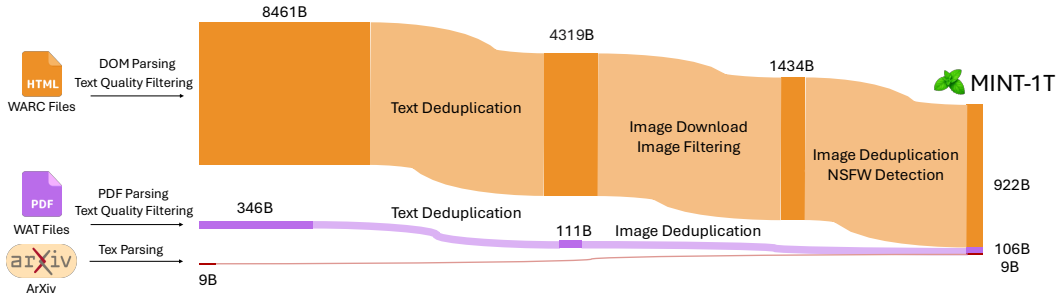 8461B
4319B
1434B
MINT-1T
HTML
WARC Files
DOM Parsing
Text Quality Filtering
Text Deduplication
Image Download
Image Filtering
Image Deduplication
NSFW Detection
922B
PDF
WAT Files
PDF Parsing
Text Quality Filtering
346B
Text Deduplication
111B
Image Deduplication
106B
arXiv
ArXiv
Tex Parsing
9B
9B